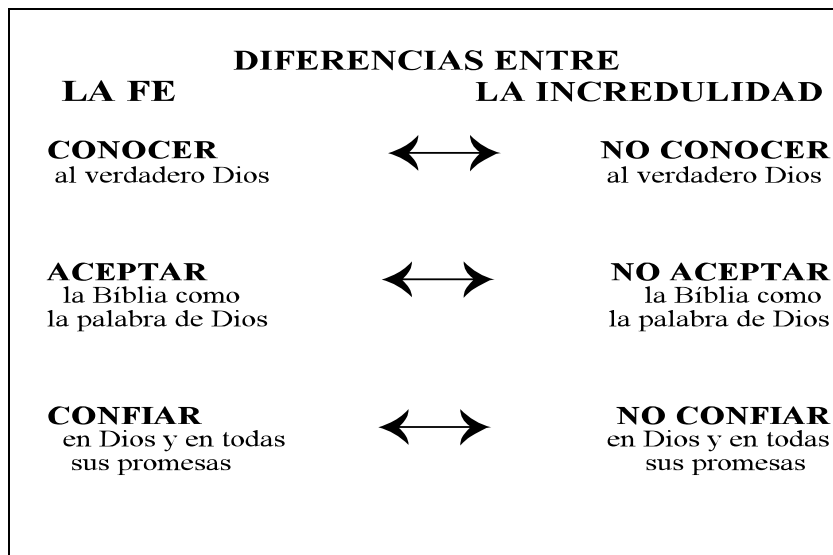 DIFERENCIAS ENTRE
LA FE LA INCREDULIDAD
CONOCER NO CONOCER
al verdadero Dios al verdadero Dios
ACEPTAR NO ACEPTAR
la Bíblia como la Bíblia como
la palabra de Dios la palabra de Dios
CONFIAR NO CONFIAR
en Dios y en todas en Dios y en todas
sus promesas sus promesas